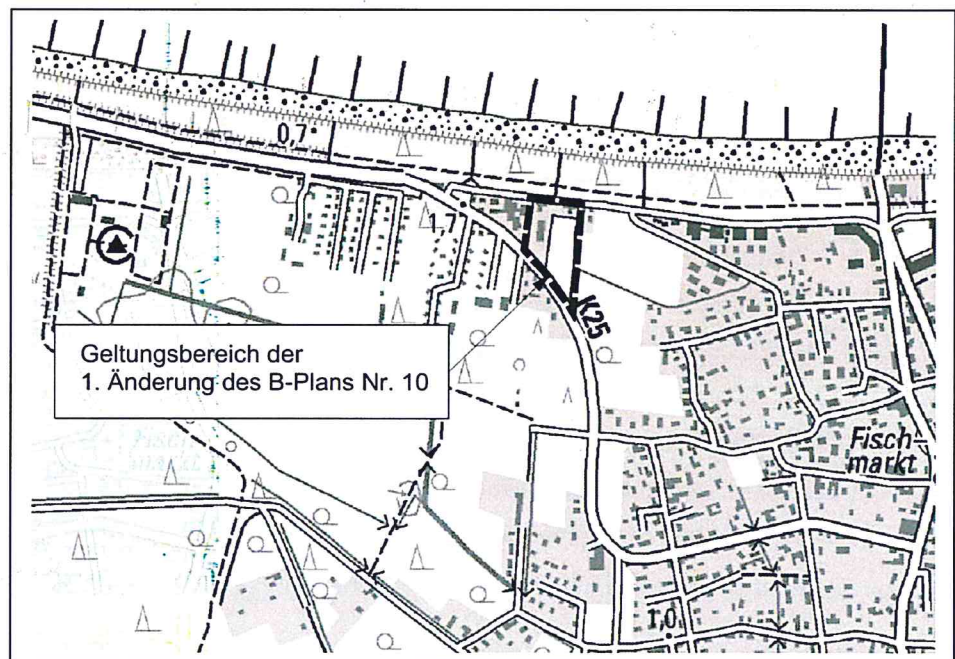 0,7
1,7
K25
Geltungsbereich der
1. Änderung des B-Plans Nr. 10
Fisch-
markt
1,0